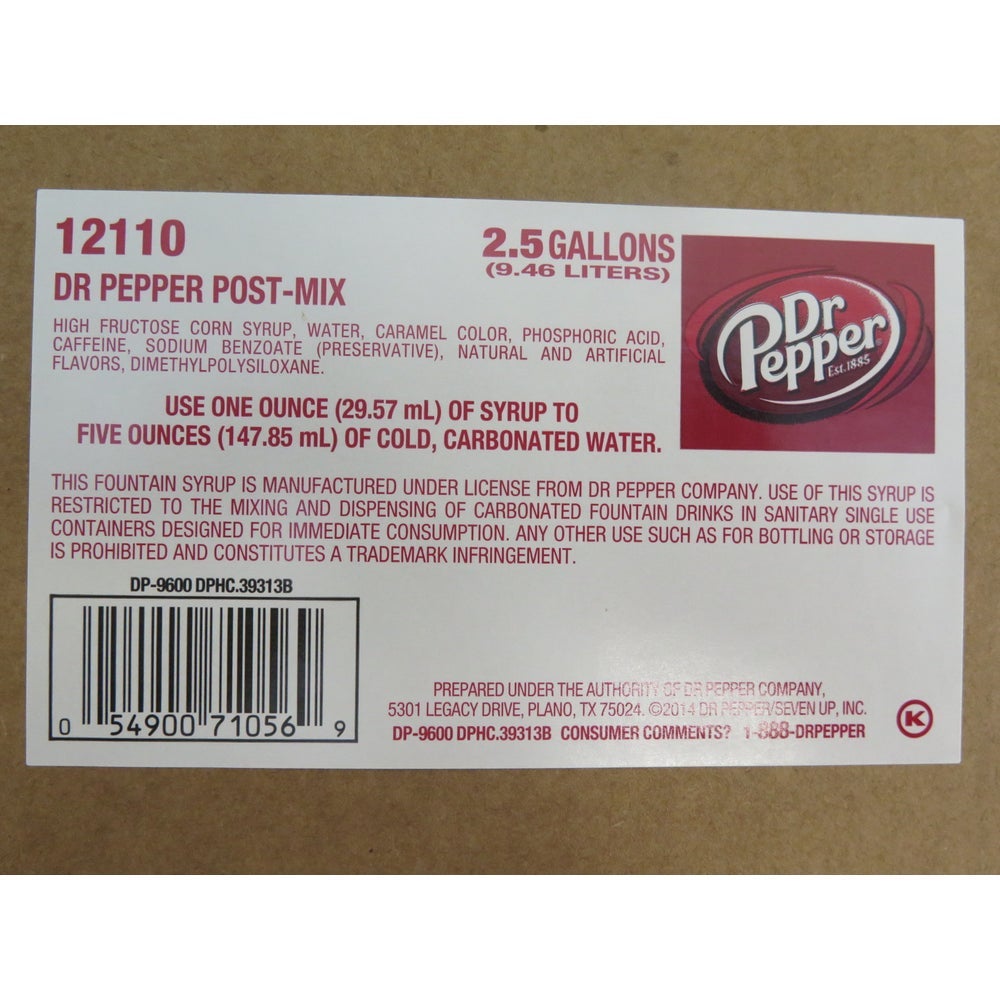 12110
DR PEPPER POST-MIX
2.5 GALLONS
(9.46 LITERS)
Dr
Pepper
Est. 1885
HIGH FRUCTOSE CORN SYRUP, WATER, CARAMEL COLOR, PHOSPHORIC ACID,
CAFFEINE, SODIUM BENZOATE (PRESERVATIVE), NATURAL AND ARTIFICIAL
FLAVORS, DIMETHYLPOLYSILOXANE.
USE ONE OUNCE (29.57 mL) OF SYRUP TO
FIVE OUNCES (147.85 mL) OF COLD, CARBONATED WATER.
THIS FOUNTAIN SYRUP IS MANUFACTURED UNDER LICENSE FROM DR PEPPER COMPANY. USE OF THIS SYRUP IS
RESTRICTED TO THE MIXING AND DISPENSING OF CARBONATED FOUNTAIN DRINKS IN SANITARY SINGLE USE
CONTAINERS DESIGNED FOR IMMEDIATE CONSUMPTION. ANY OTHER USE SUCH AS FOR BOTTLING OR STORAGE
IS PROHIBITED AND CONSTITUTES A TRADEMARK INFRINGEMENT.
DP-9600 DPHC.39313B
0 54900 71056 9
PREPARED UNDER THE AUTHORITY OF DR PEPPER COMPANY,
5301 LEGACY DRIVE, PLANO, TX 75024. ©2014 DR PEPPER/SEVEN UP, INC.
DP-9600 DPHC.39313B CONSUMER COMMENTS? 1-888-DRPEPPER
K